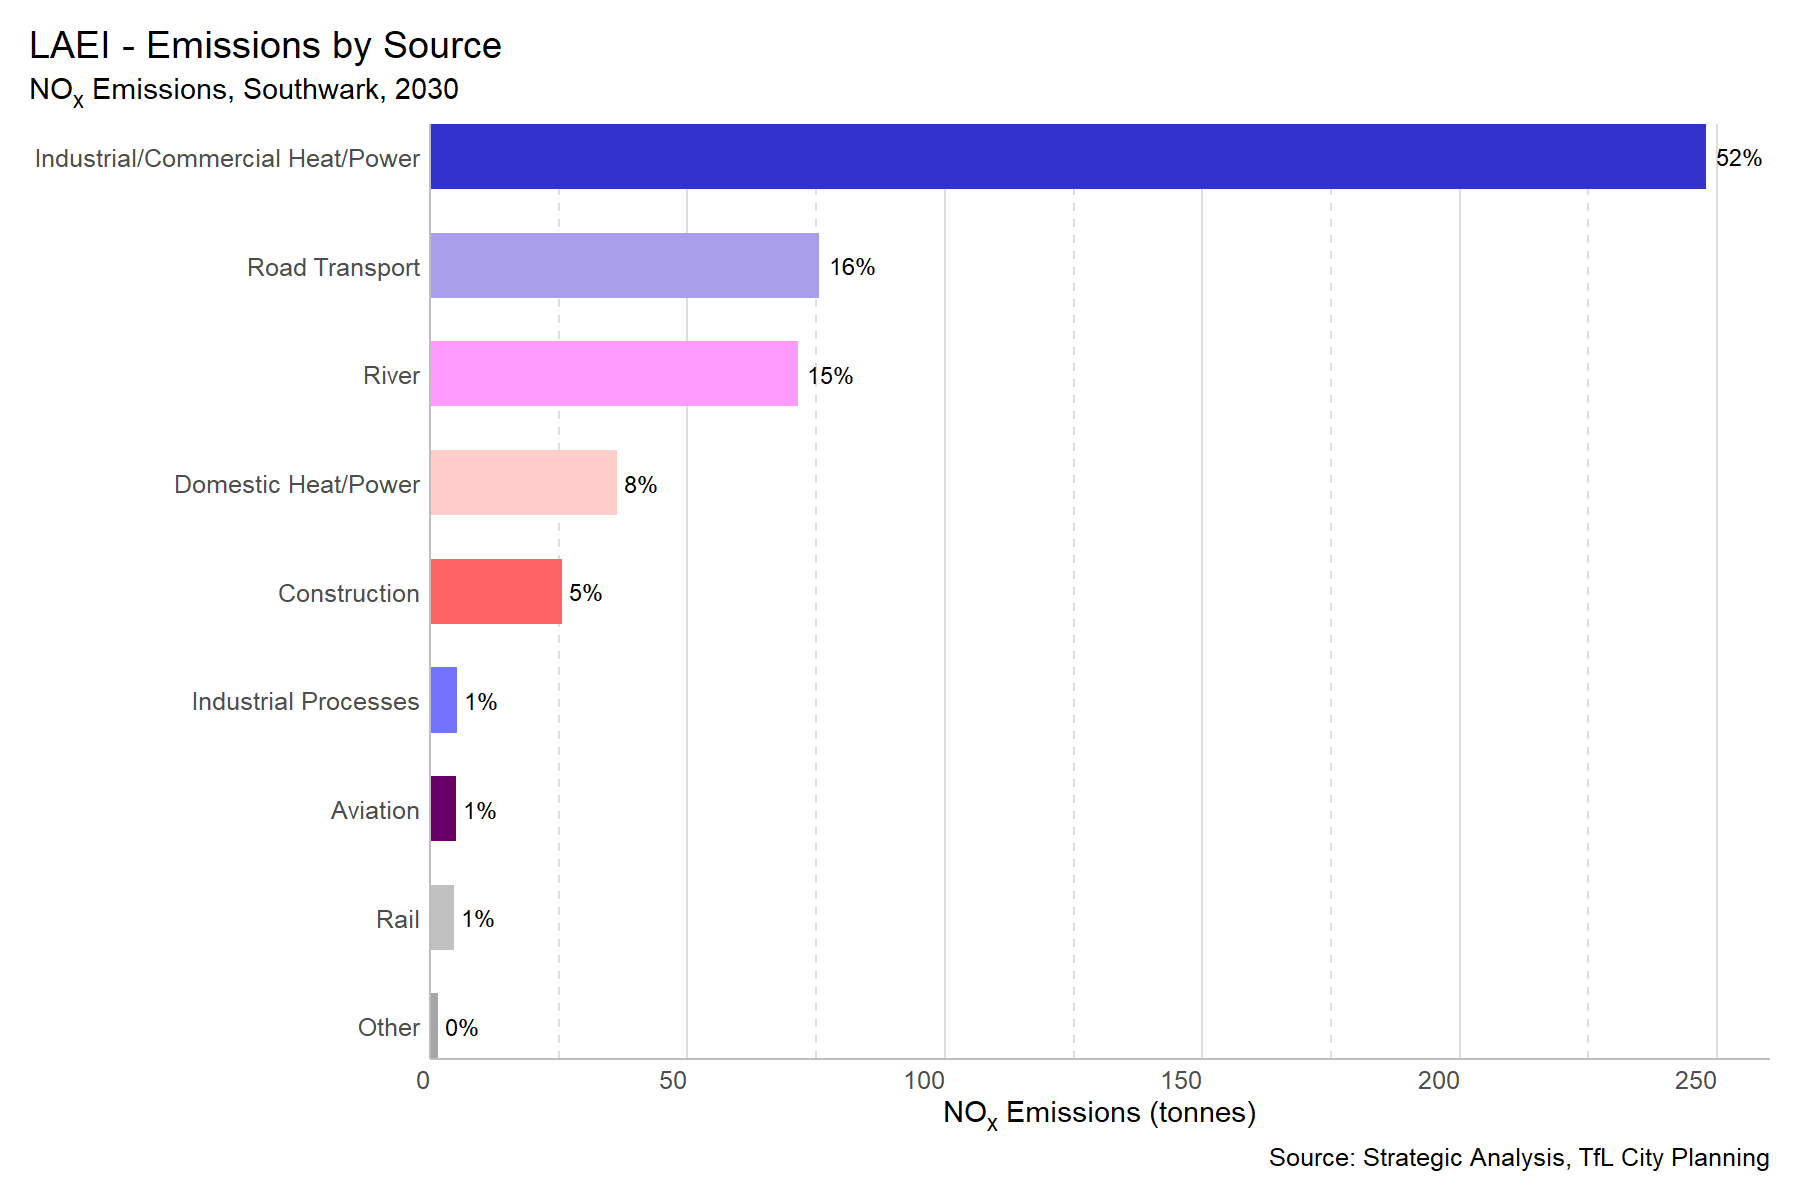 LAEI - Emissions by Source
NOx Emissions, Southwark, 2030
Industrial/Commercial Heat/Power 52%
Road Transport 16%
River 15%
Domestic Heat/Power 8%
Construction 5%
Industrial Processes 1%
Aviation 1%
Rail 1%
Other 0%
0 50 100 150 200 250
NOx Emissions (tonnes)
Source: Strategic Analysis, TfL City Planning